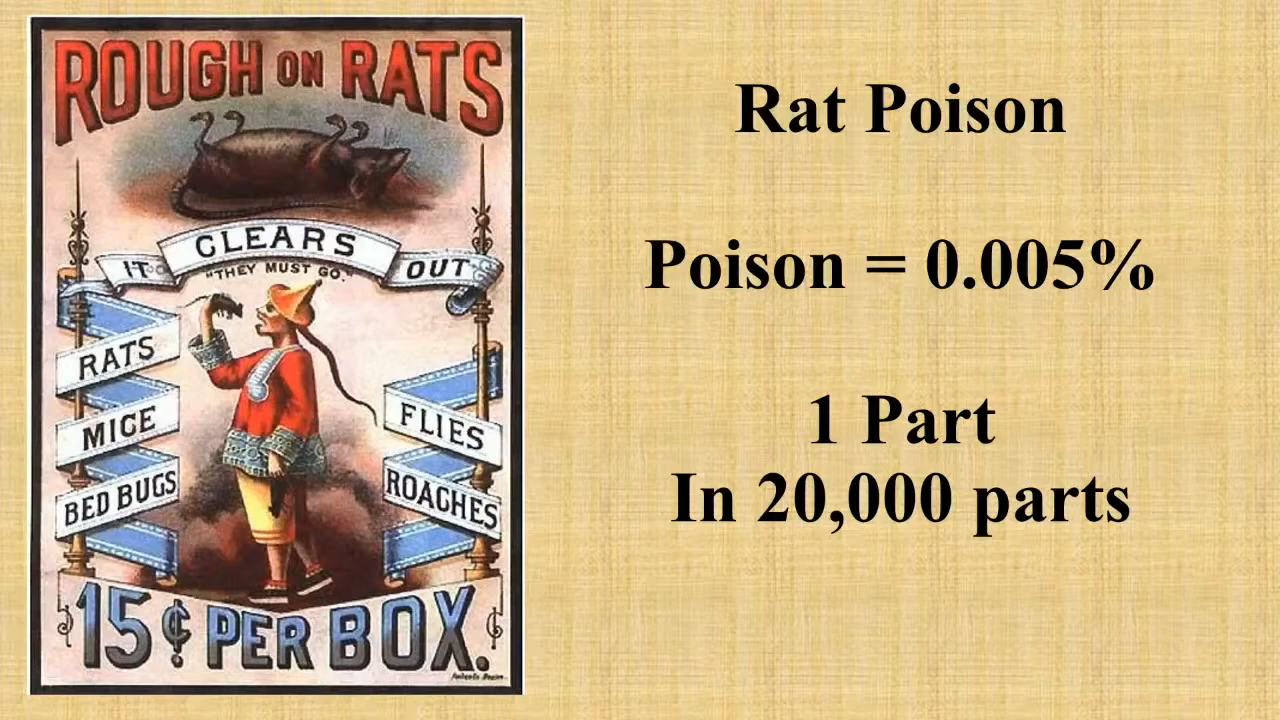 ROUGH ON RATS
IT CLEARS OUT
"THEY MUST GO."
RATS
MICE
BED BUGS
FLIES
ROACHES
15¢ PER BOX.
Rat Poison
Poison = 0.005%
1 Part
In 20,000 parts